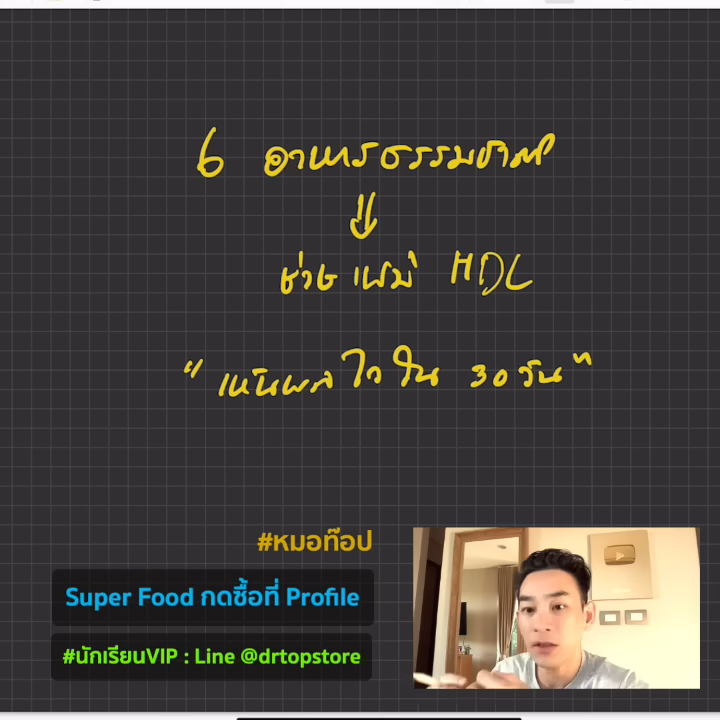 6 อาหารธรรมชาติ
ช่วยเพิ่ม HDL
"เห็นผลไวใน 30 วัน"
#หมอท๊อป
Super Food กดซื้อที่ Profile
#นักเรียนVIP : Line @drtopstore